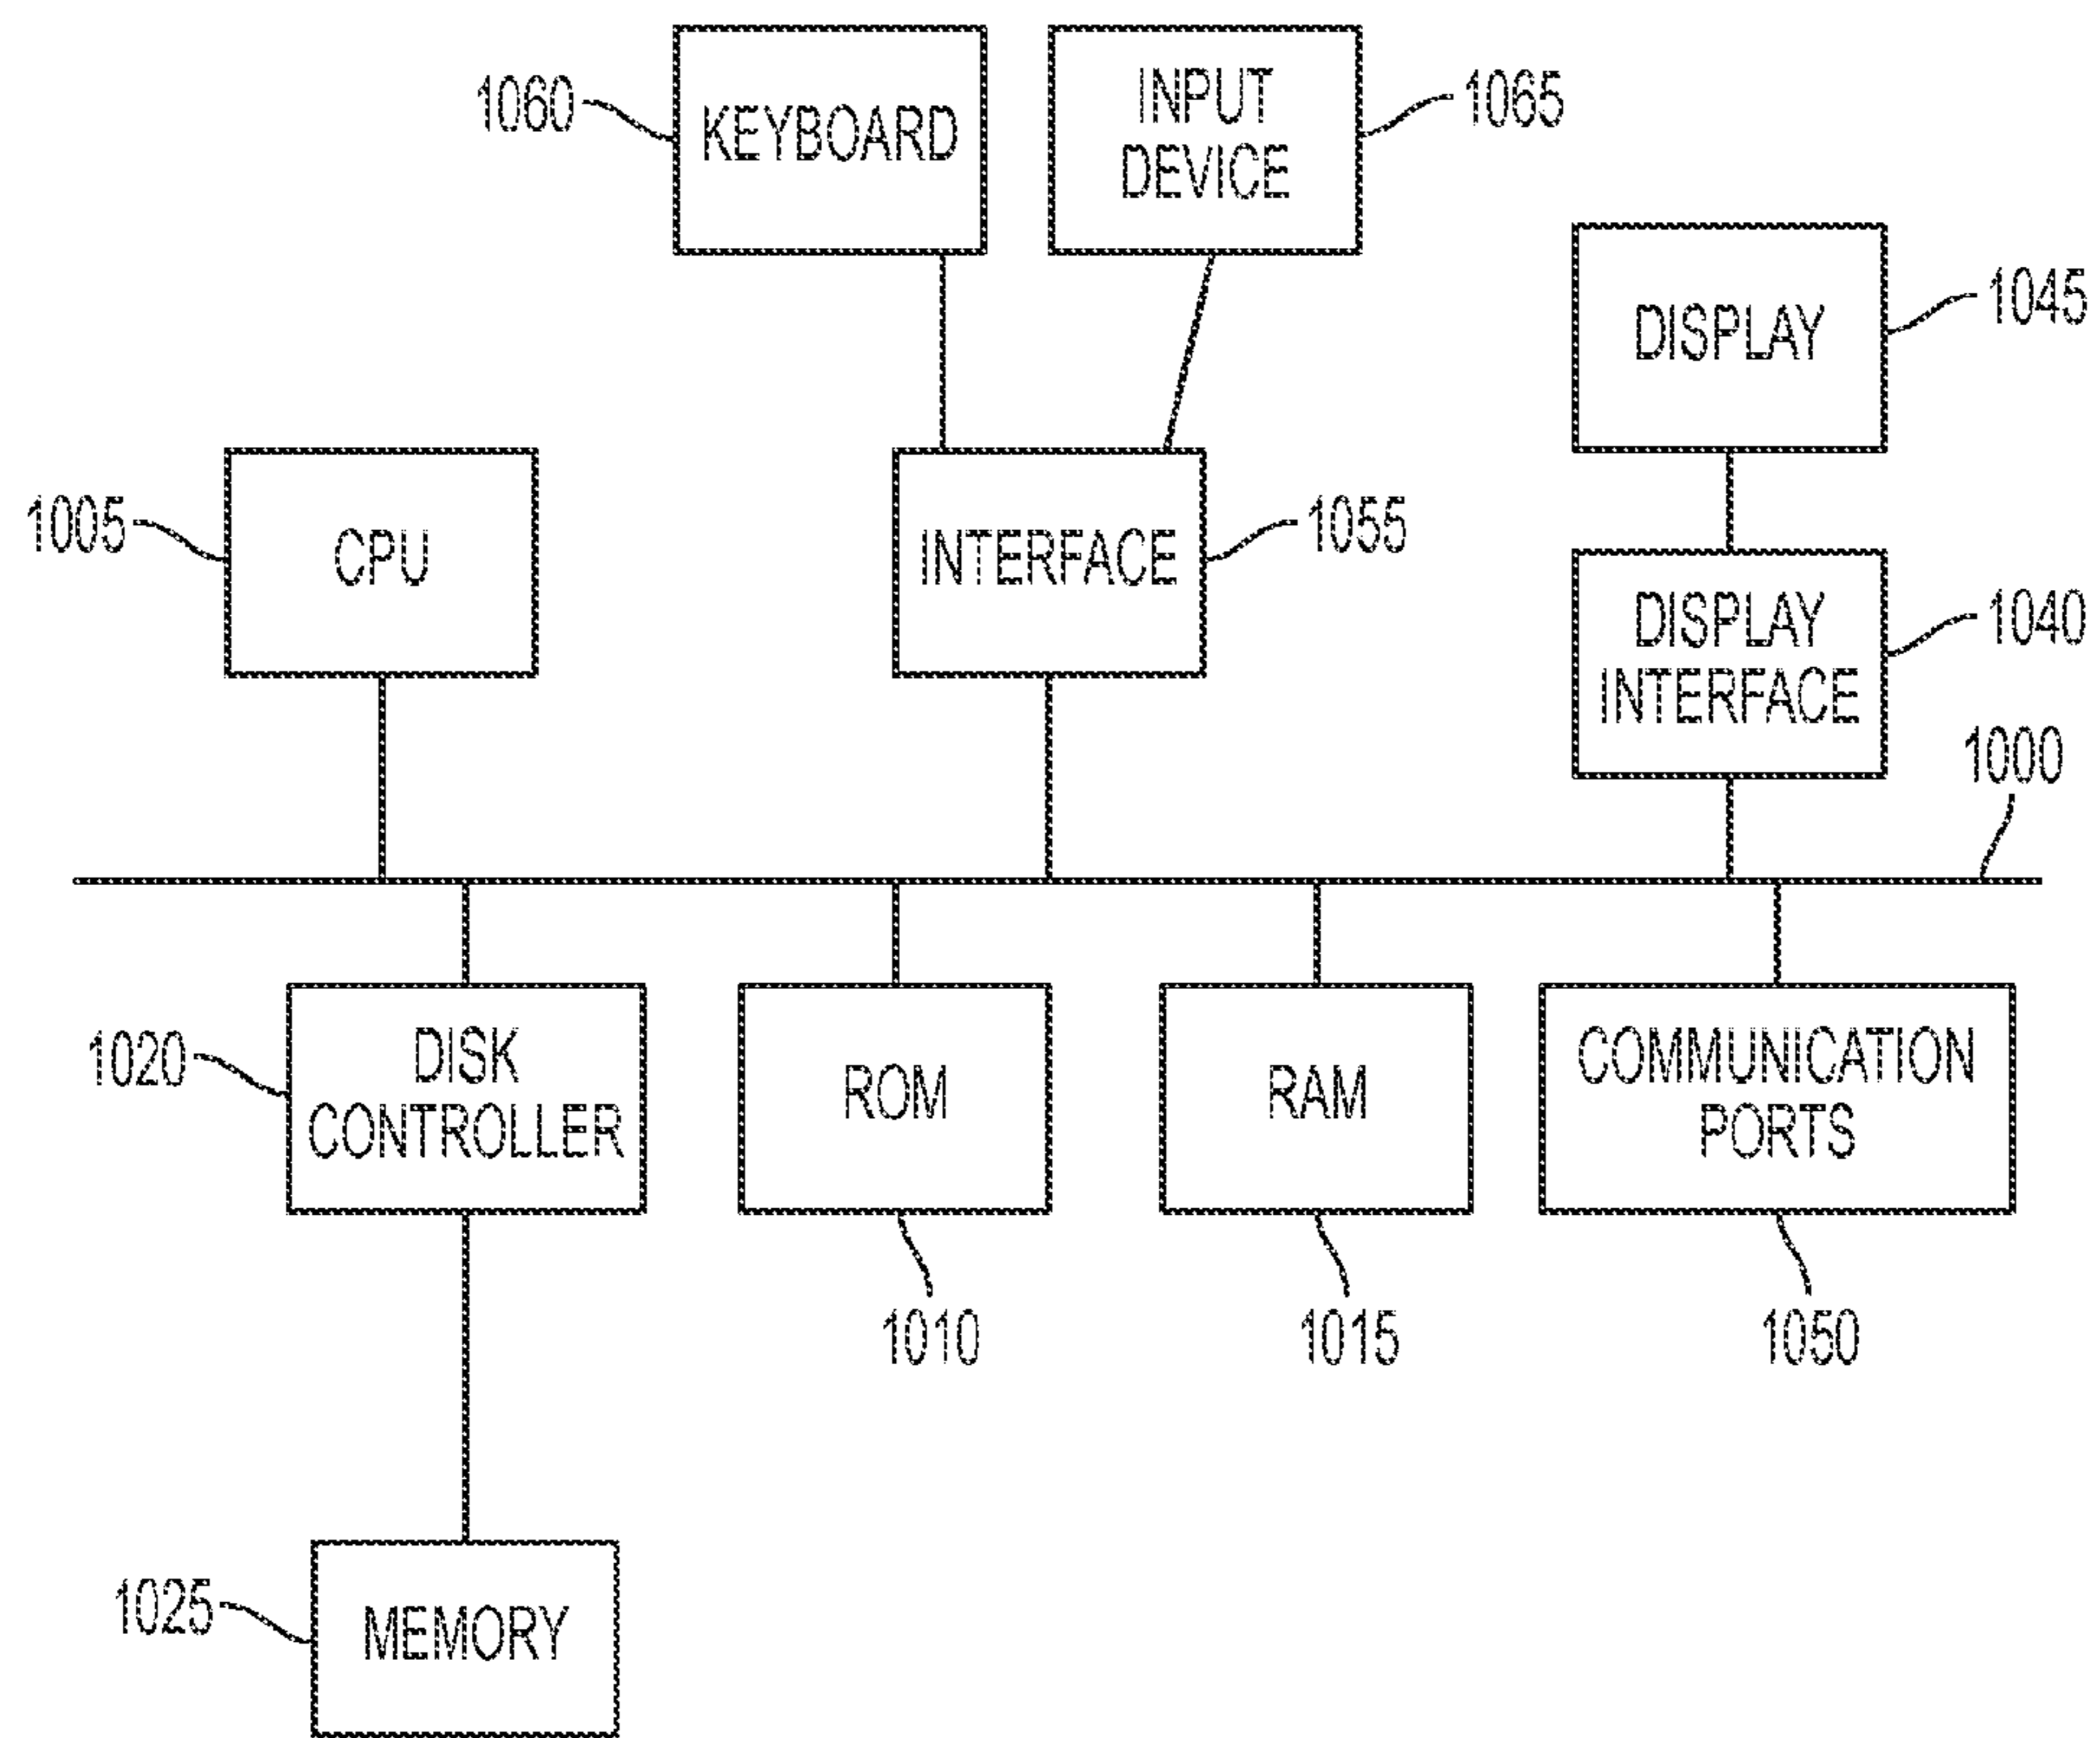 1060
KEYBOARD
INPUT
DEVICE
1065
DISPLAY
1045
1005
CPU
INTERFACE
1055
DISPLAY
INTERFACE
1040
1000
1020
DISK
CONTROLLER
ROM
RAM
COMMUNICATION
PORTS
1010
1015
1050
1025
MEMORY